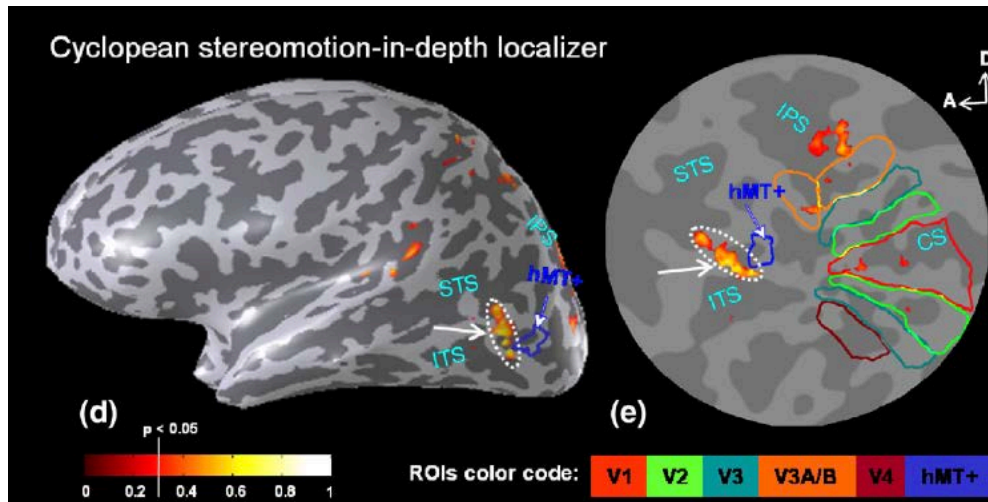 Cyclopean stereomotion-in-depth localizer
D
A
IPS
STS
hMT+
IPS
CS
STS
hMT+
ITS
ITS
(d)
(e)
p < 0.05
0 0.2 0.4 0.6 0.8 1
ROIs color code: V1 V2 V3 V3A/B V4 hMT+